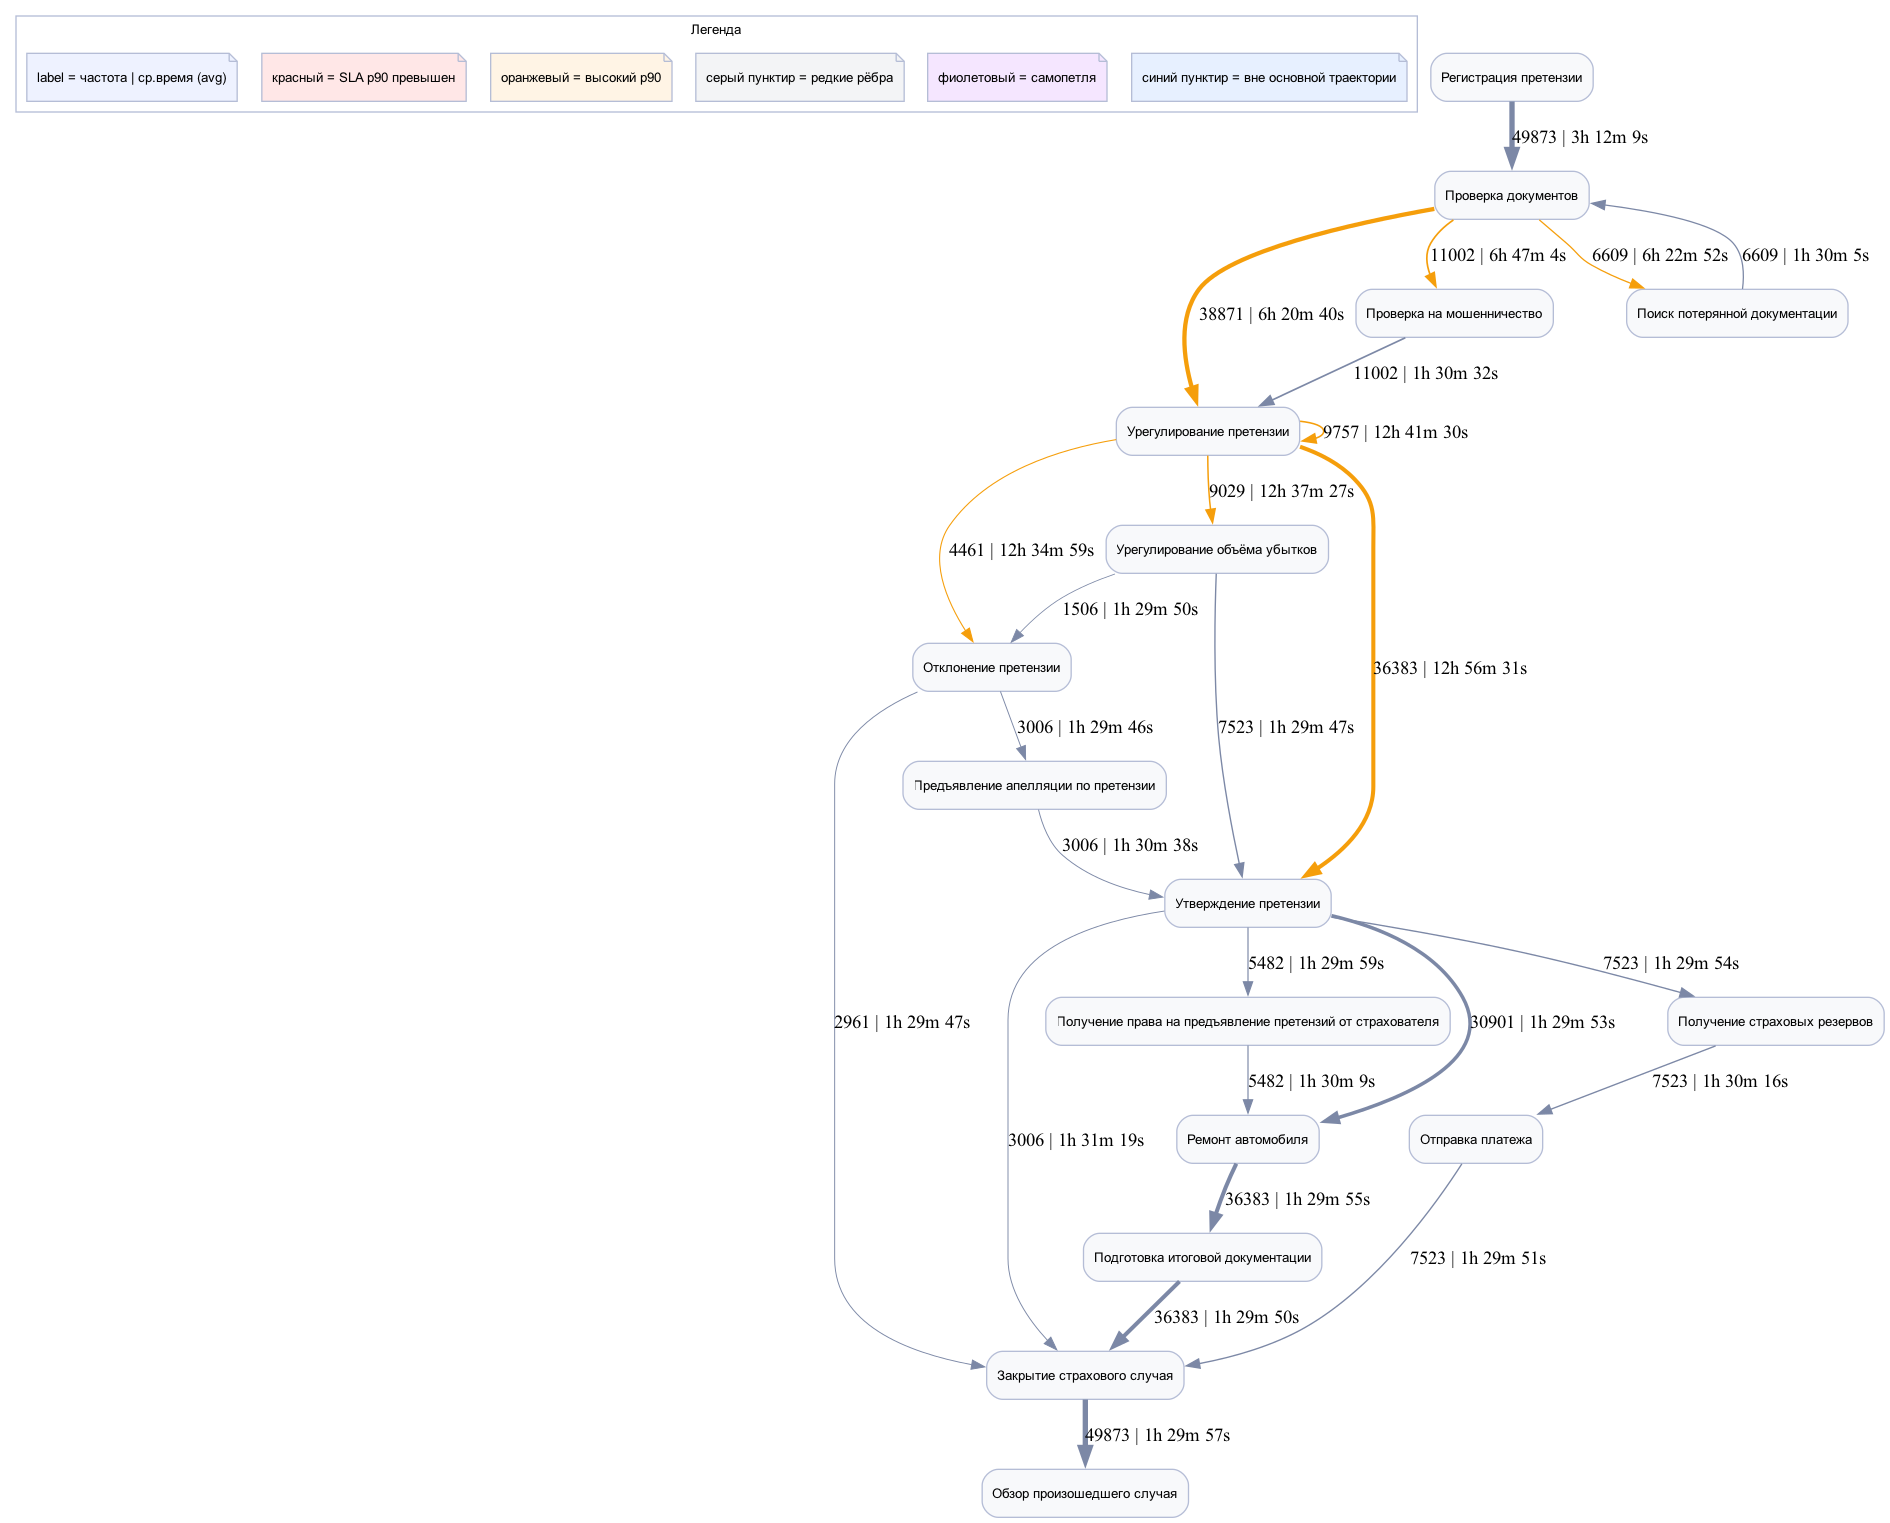 Легенда
label = частота | ср.время (avg)
красный = SLA p90 превышен
оранжевый = высокий p90
серый пунктир = редкие рёбра
фиолетовый = самопетля
синий пунктир = вне основной траектории
Регистрация претензии
49873 | 3h 12m 9s
Проверка документов
11002 | 6h 47m 4s
6609 | 6h 22m 52s
6609 | 1h 30m 5s
38871 | 6h 20m 40s
Проверка на мошенничество
Поиск потерянной документации
11002 | 1h 30m 32s
Урегулирование претензии
9757 | 12h 41m 30s
9029 | 12h 37m 27s
4461 | 12h 34m 59s
Урегулирование объёма убытков
1506 | 1h 29m 50s
Отклонение претензии
36383 | 12h 56m 31s
3006 | 1h 29m 46s
7523 | 1h 29m 47s
Предъявление апелляции по претензии
3006 | 1h 30m 38s
Утверждение претензии
5482 | 1h 29m 59s
7523 | 1h 29m 54s
2961 | 1h 29m 47s
Получение права на предъявление претензий от страхователя
30901 | 1h 29m 53s
Получение страховых резервов
5482 | 1h 30m 9s
7523 | 1h 30m 16s
3006 | 1h 31m 19s
Ремонт автомобиля
Отправка платежа
36383 | 1h 29m 55s
Подготовка итоговой документации
7523 | 1h 29m 51s
36383 | 1h 29m 50s
Закрытие страхового случая
49873 | 1h 29m 57s
Обзор произошедшего случая